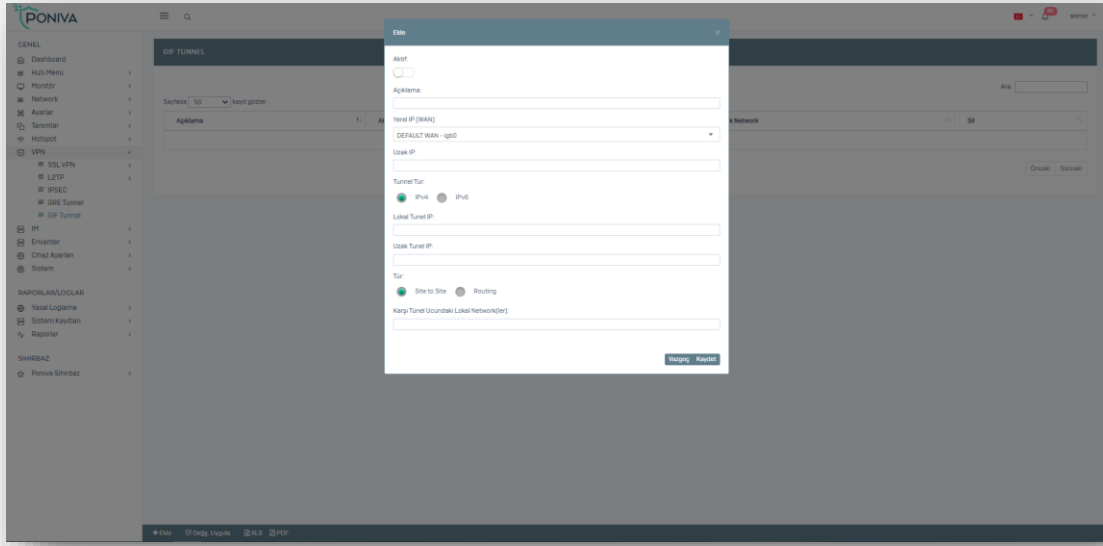 PONIVA
admin
GENEL
Dashboard
Hızlı Menü
Monitör
Network
Ayarlar
Tanımlar
Hotspot
VPN
SSL VPN
L2TP
IPSEC
GRE Tunnel
GIF Tunnel
IM
Envanter
Cihaz Ayarları
Sistem
RAPORLAR/LOGLAR
Yasal Loglama
Sistem Kayıtları
Raporlar
SİHİRBAZ
Poniva Sihirbaz
GIF TUNNEL
Ara:
Sayfada 50 kayıt göster
Açıklama
k Network
Sil
Önceki Sonraki
Ekle
Aktif:
Açıklama:
Yerel IP (WAN):
DEFAULT WAN - igb0
Uzak IP:
Tunnel Tür:
IPv4 IPv6
Lokal Tunel IP:
Uzak Tunel IP:
Tür:
Site to Site Routing
Karşı Tünel Ucundaki Lokal Network(ler):
Vazgeç Kaydet
Ekle Değş. Uygula XLS PDF